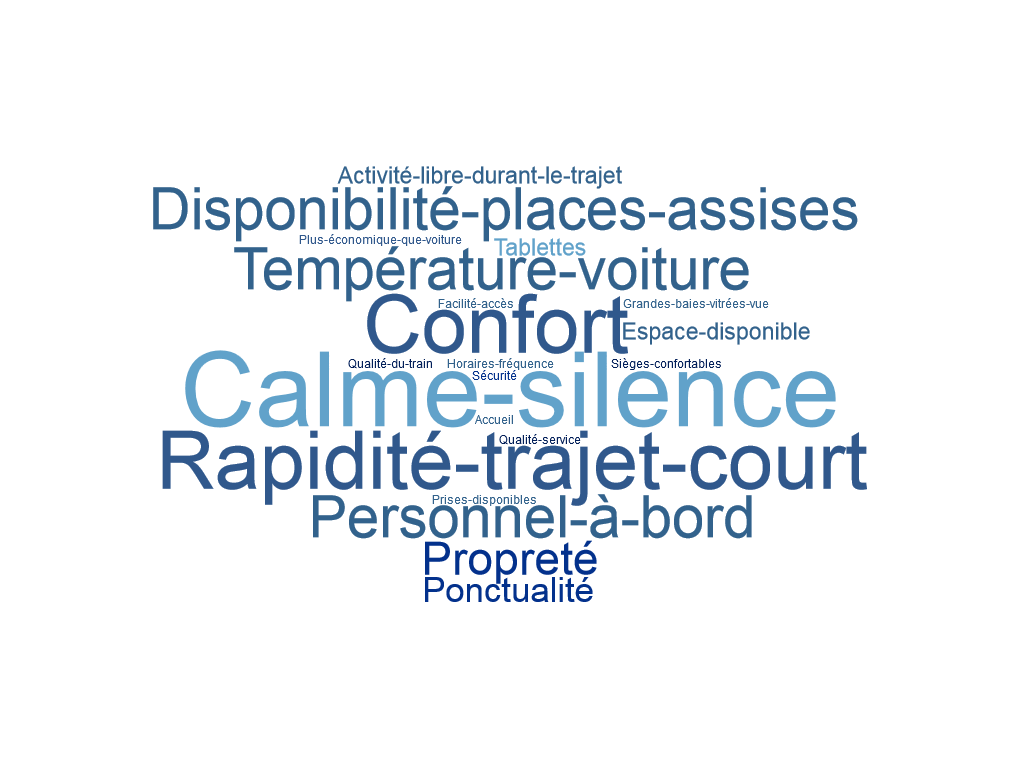 Activité-libre-durant-le-trajet
Disponibilité-places-assises
Plus-économique-que-voiture
Tablettes
Température-voiture
Facilité-accès
Grandes-baies-vitrées-vue
Confort
Espace-disponible
Qualité-du-train
Horaires-fréquence
Sièges-confortables
Sécurité
Calme-silence
Accueil
Qualité-service
Rapidité-trajet-court
Prises-disponibles
Personnel-à-bord
Propreté
Ponctualité